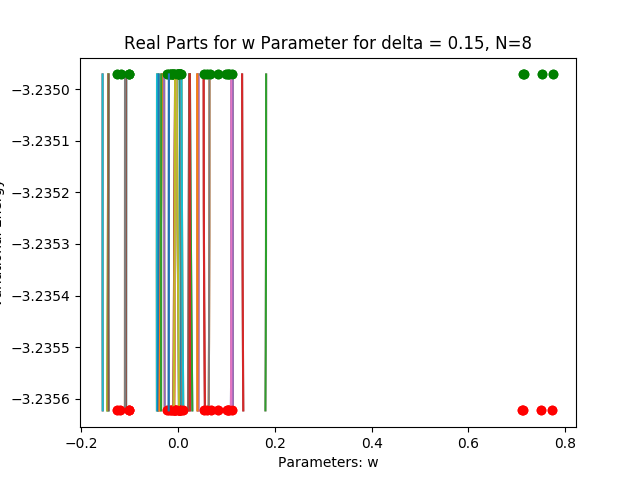 Real Parts for w Parameter for delta = 0.15, N=8
−3.2350
−3.2351
−3.2352
−3.2353
−3.2354
−3.2355
−3.2356
−0.2 0.0 0.2 0.4 0.6 0.8
Parameters: w